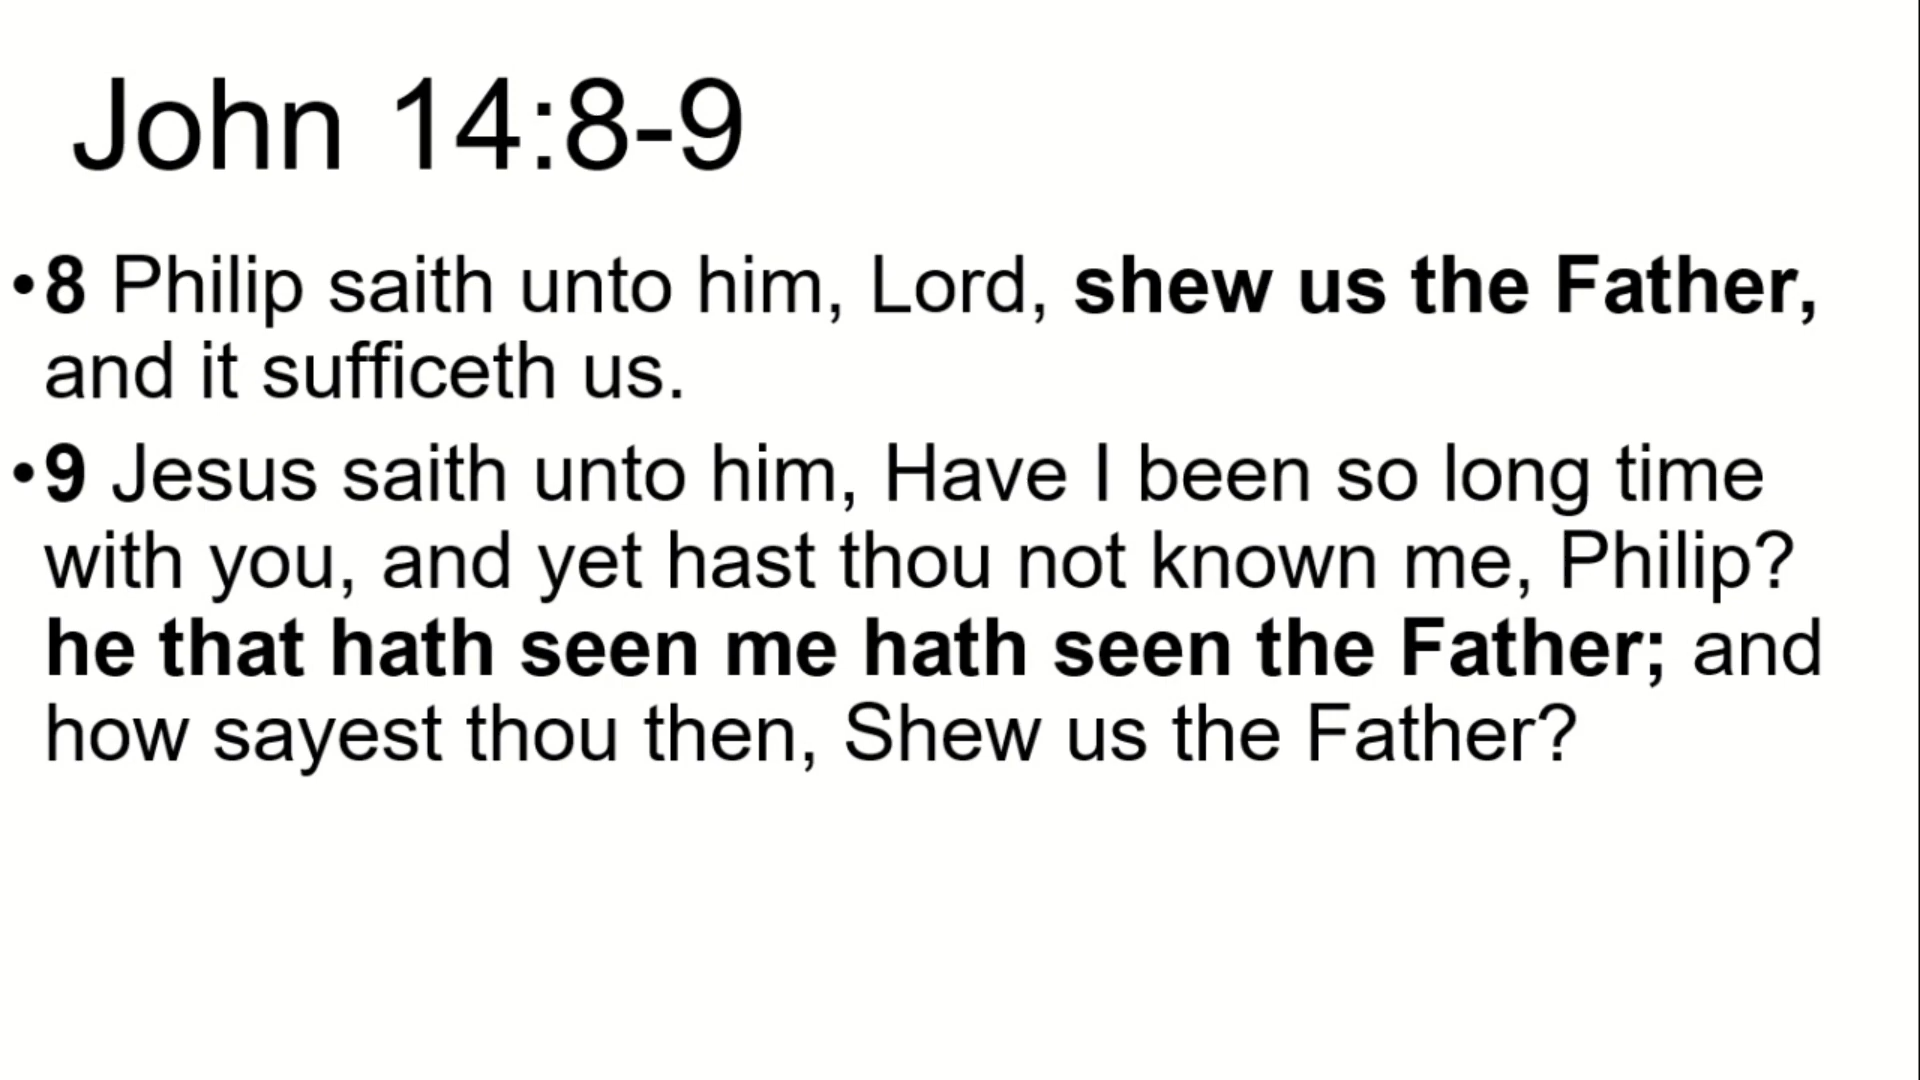 John 14:8-9
•8 Philip saith unto him, Lord, shew us the Father,
and it sufficeth us.
•9 Jesus saith unto him, Have I been so long time
with you, and yet hast thou not known me, Philip?
he that hath seen me hath seen the Father; and
how sayest thou then, Shew us the Father?